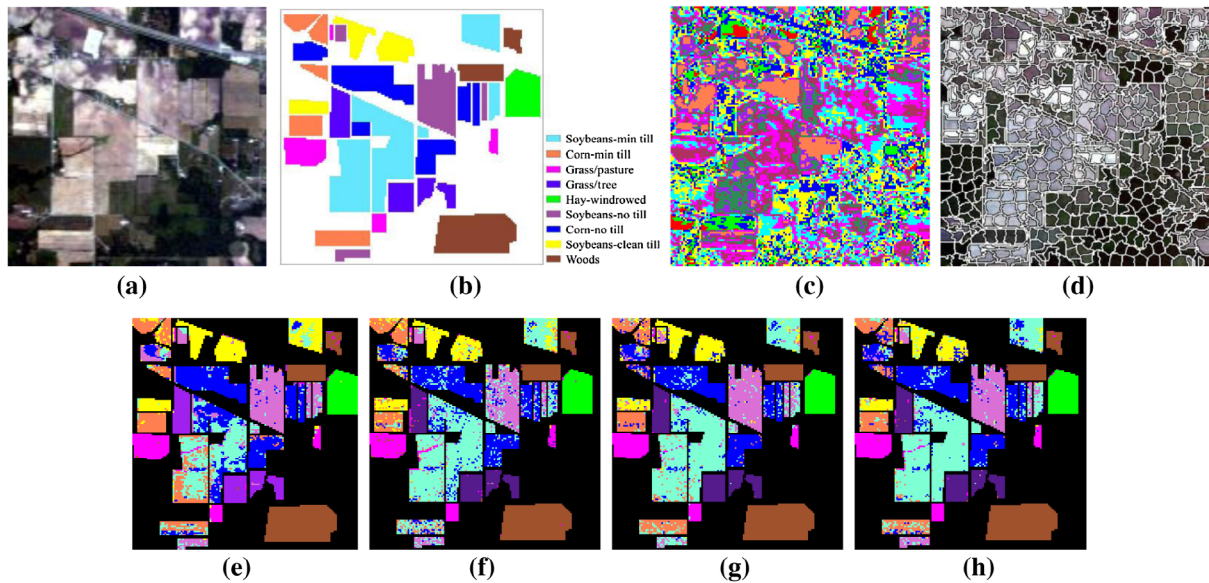 Soybeans-min till
Corn-min till
Grass/pasture
Grass/tree
Hay-windrowed
Soybeans-no till
Corn-no till
Soybeans-clean till
Woods
(a)
(b)
(c)
(d)
(e)
(f)
(g)
(h)